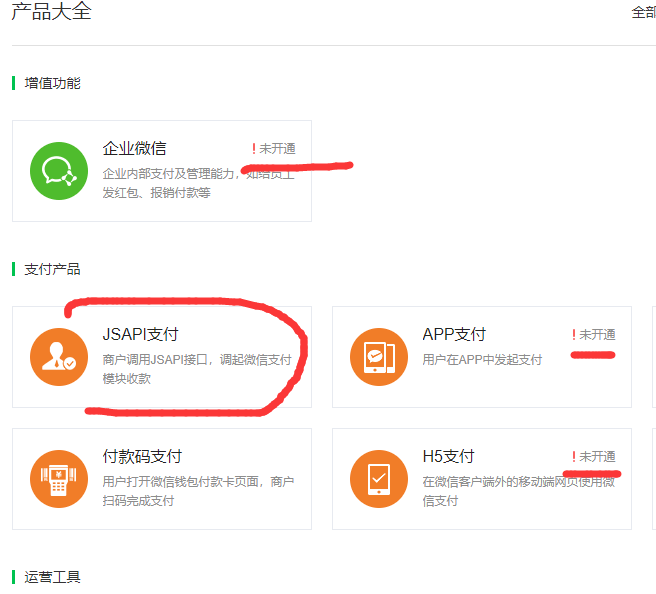 产品大全
全部
增值功能
企业微信
!未开通
企业内部支付及管理能力，如给员工
发红包、报销付款等
支付产品
JSAPI支付
商户调用JSAPI接口，调起微信支付
模块收款
APP支付
!未开通
用户在APP中发起支付
付款码支付
用户打开微信钱包付款卡页面，商户
扫码完成支付
H5支付
!未开通
在微信客户端外的移动端网页使用微
信支付
运营工具